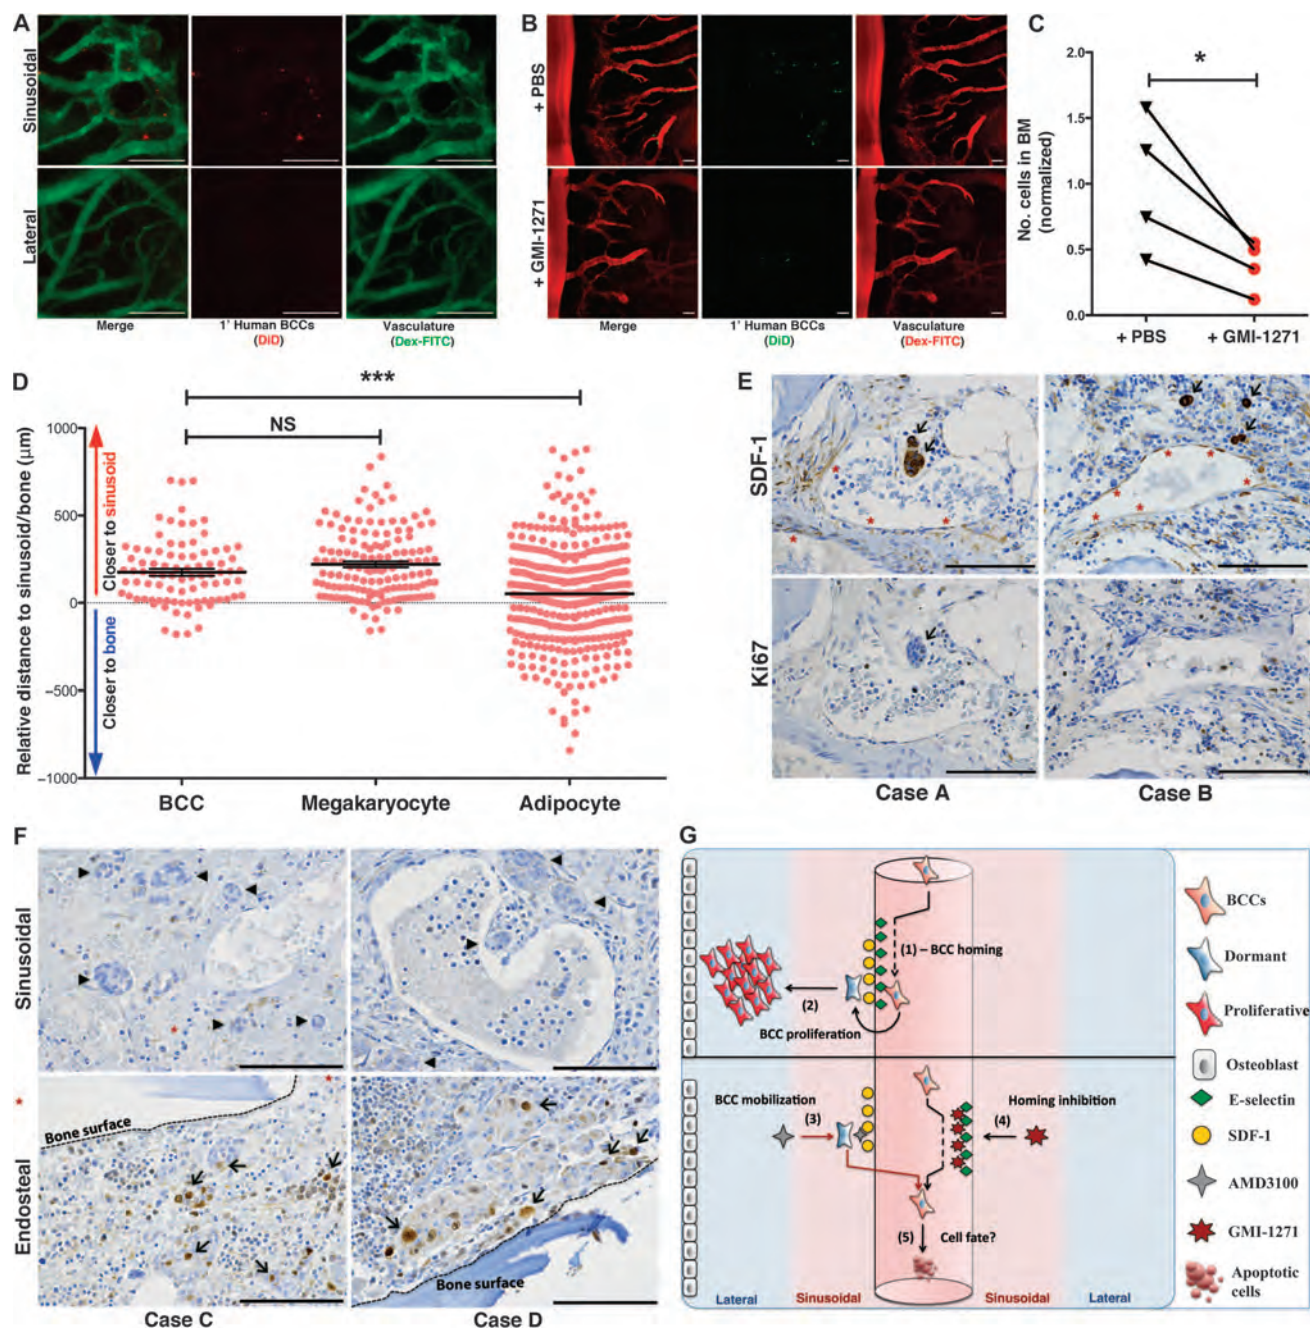 A
Sinusoidal
Lateral
Merge
1' Human BCCs
(DiD)
Vasculature
(Dex-FITC)
B
+ PBS
+ GMI-1271
Merge
1' Human BCCs
(DiD)
Vasculature
(Dex-FITC)
C
No. cells in BM
(normalized)
2.0
1.5
1.0
0.5
0.0
*
+ PBS
+ GMI-1271
D
Relative distance to sinusoid/bone (μm)
Closer to sinusoid
Closer to bone
1000
500
0
−500
−1000
***
NS
BCC
Megakaryocyte
Adipocyte
E
SDF-1
Ki67
Case A
Case B
F
Sinusoidal
Endosteal
Bone surface
Bone surface
Case C
Case D
G
(1) – BCC homing
(2)
BCC proliferation
BCC mobilization
(3)
Homing inhibition
(4)
(5)
Cell fate?
Lateral
Sinusoidal
Sinusoidal
Lateral
BCCs
Dormant
Proliferative
Osteoblast
E-selectin
SDF-1
AMD3100
GMI-1271
Apoptotic
cells